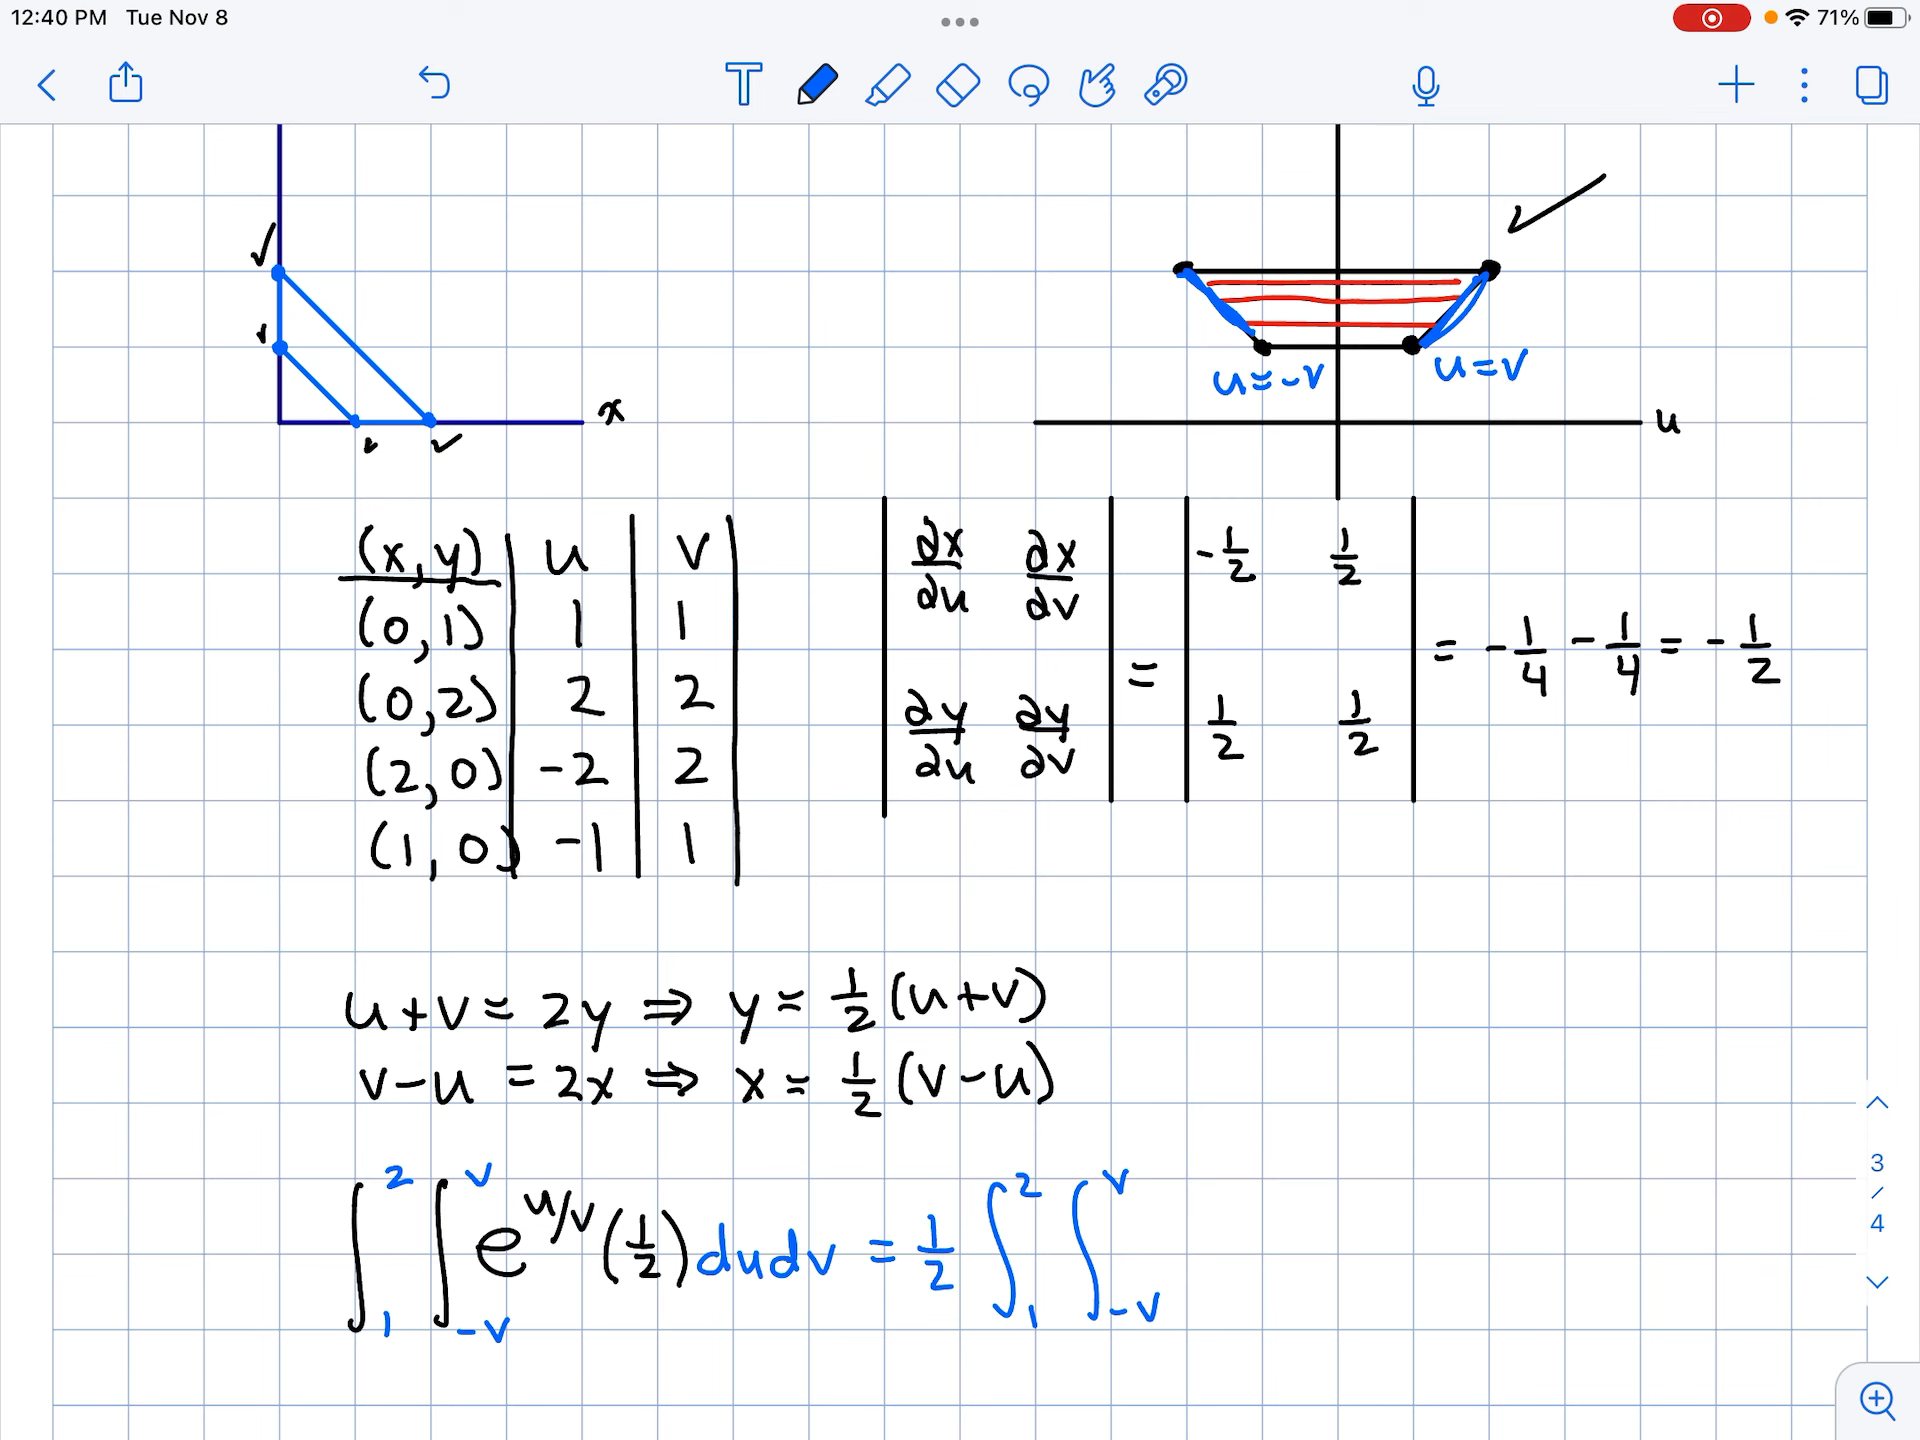 12:40 PM Tue Nov 8
71%
T
x
u=-v
u=v
u
(x,y) u v
(0,1) 1 1
(0,2) 2 2
(2,0) -2 2
(1,0) -1 1
|∂x/∂u ∂x/∂v ∂y/∂u ∂y/∂v| = |-1/2 1/2 1/2 1/2| = -1/4 - 1/4 = -1/2
u+v = 2y ⇒ y = 1/2 (u+v)
v-u = 2x ⇒ x = 1/2 (v-u)
∫_1^2 ∫_-v^v e^u/v (1/2) du dv = 1/2 ∫_1^2 ∫_-v^v
3
/
4